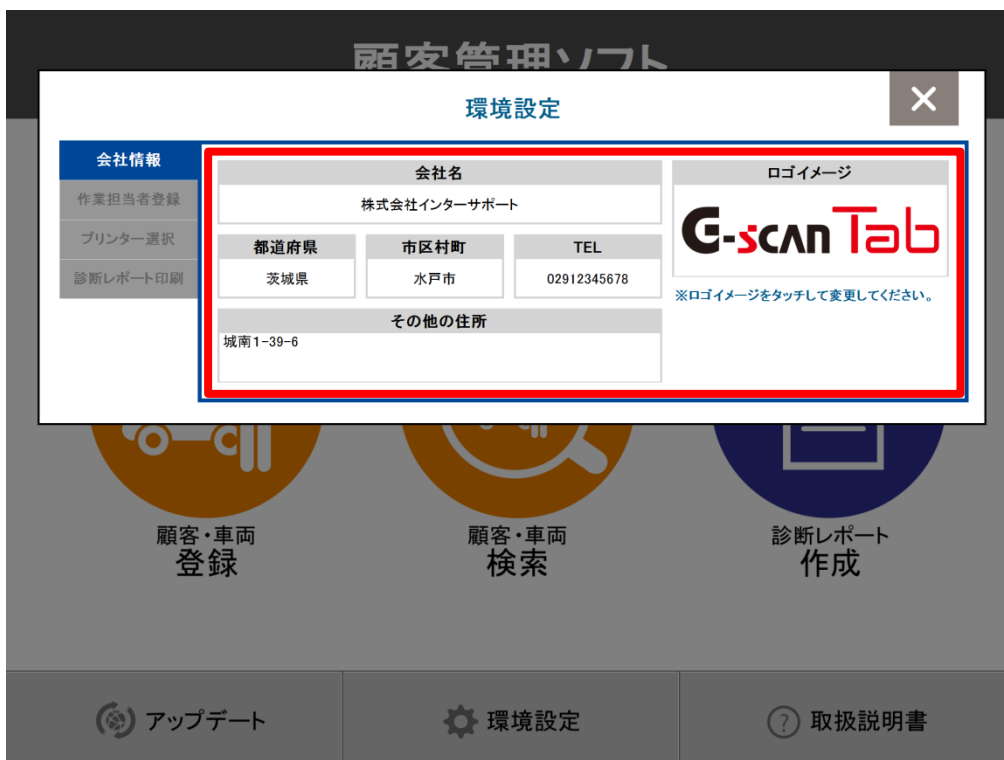 顧客管理ソフト
環境設定
会社情報
作業担当者登録
プリンター選択
診断レポート印刷
会社名
株式会社インターサポート
都道府県 市区村町 TEL
茨城県 水戸市 02912345678
その他の住所
城南1-39-6
ロゴイメージ
G-scan Tab
※ロゴイメージをタッチして変更してください。
顧客・車両
登録
顧客・車両
検索
診断レポート
作成
アップデート
環境設定
? 取扱説明書